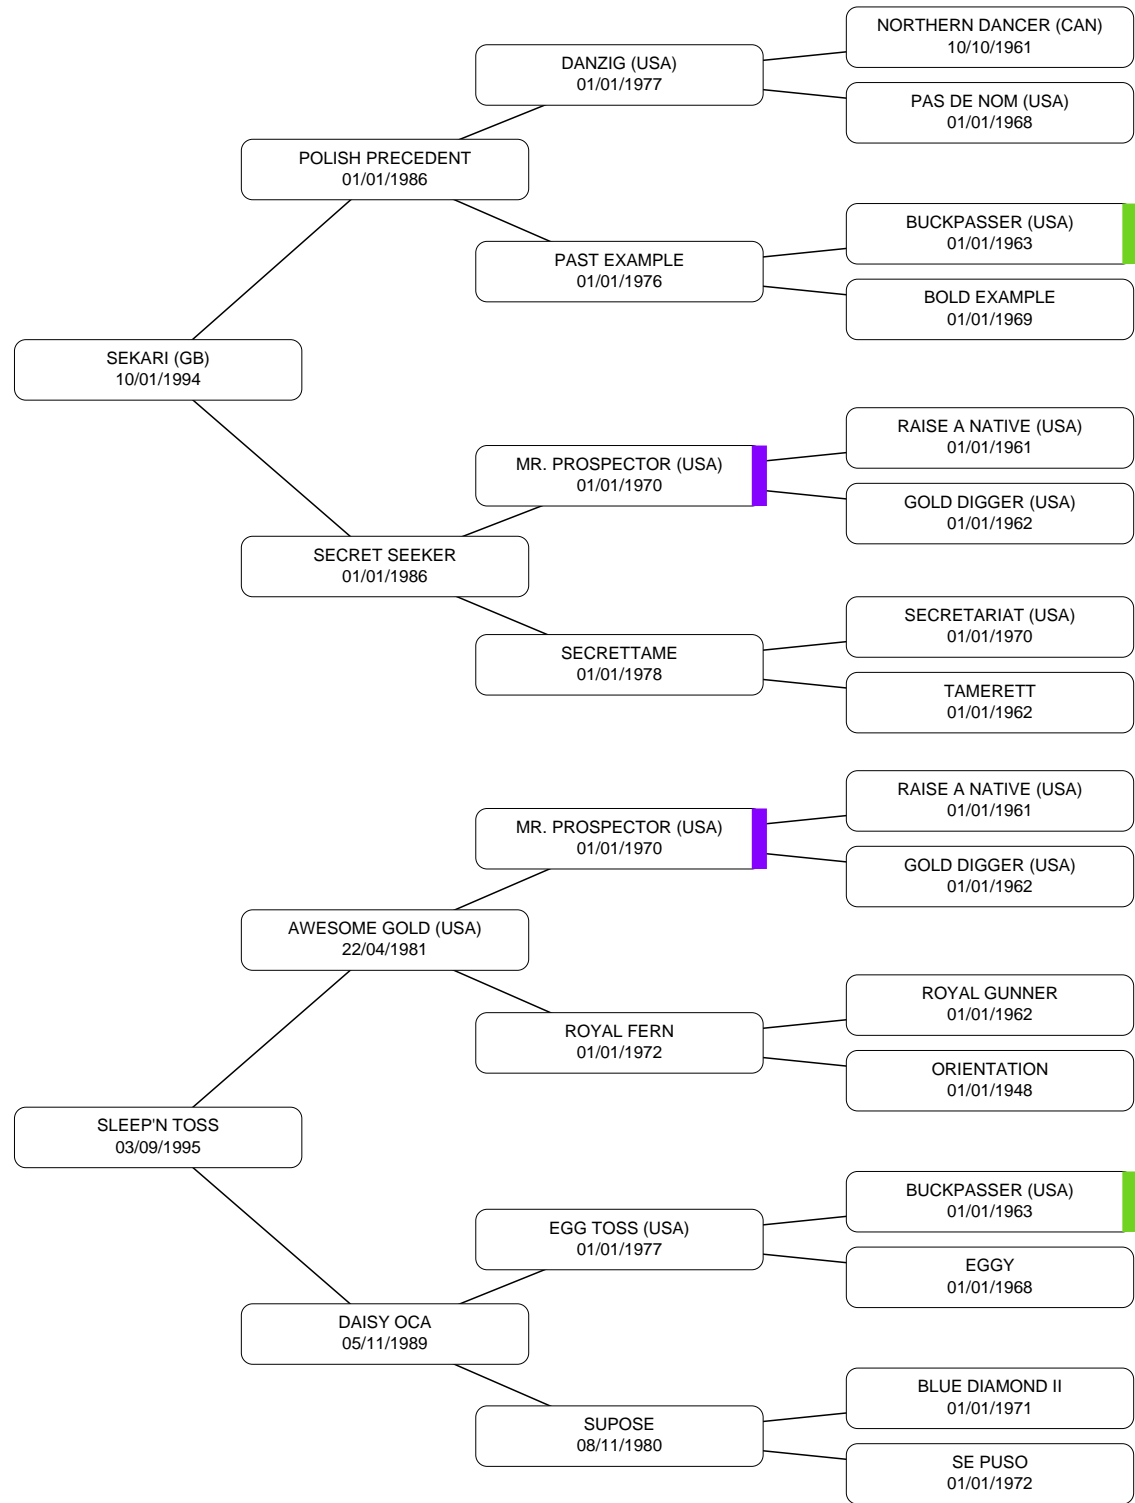 NORTHERN DANCER (CAN)
10/10/1961
DANZIG (USA)
01/01/1977
PAS DE NOM (USA)
01/01/1968
POLISH PRECEDENT
01/01/1986
BUCKPASSER (USA)
01/01/1963
PAST EXAMPLE
01/01/1976
BOLD EXAMPLE
01/01/1969
SEKARI (GB)
10/01/1994
RAISE A NATIVE (USA)
01/01/1961
MR. PROSPECTOR (USA)
01/01/1970
GOLD DIGGER (USA)
01/01/1962
SECRET SEEKER
01/01/1986
SECRETARIAT (USA)
01/01/1970
SECRETTAME
01/01/1978
TAMERETT
01/01/1962
RAISE A NATIVE (USA)
01/01/1961
MR. PROSPECTOR (USA)
01/01/1970
GOLD DIGGER (USA)
01/01/1962
AWESOME GOLD (USA)
22/04/1981
ROYAL GUNNER
01/01/1962
ROYAL FERN
01/01/1972
ORIENTATION
01/01/1948
SLEEP'N TOSS
03/09/1995
BUCKPASSER (USA)
01/01/1963
EGG TOSS (USA)
01/01/1977
EGGY
01/01/1968
DAISY OCA
05/11/1989
BLUE DIAMOND II
01/01/1971
SUPOSE
08/11/1980
SE PUSO
01/01/1972